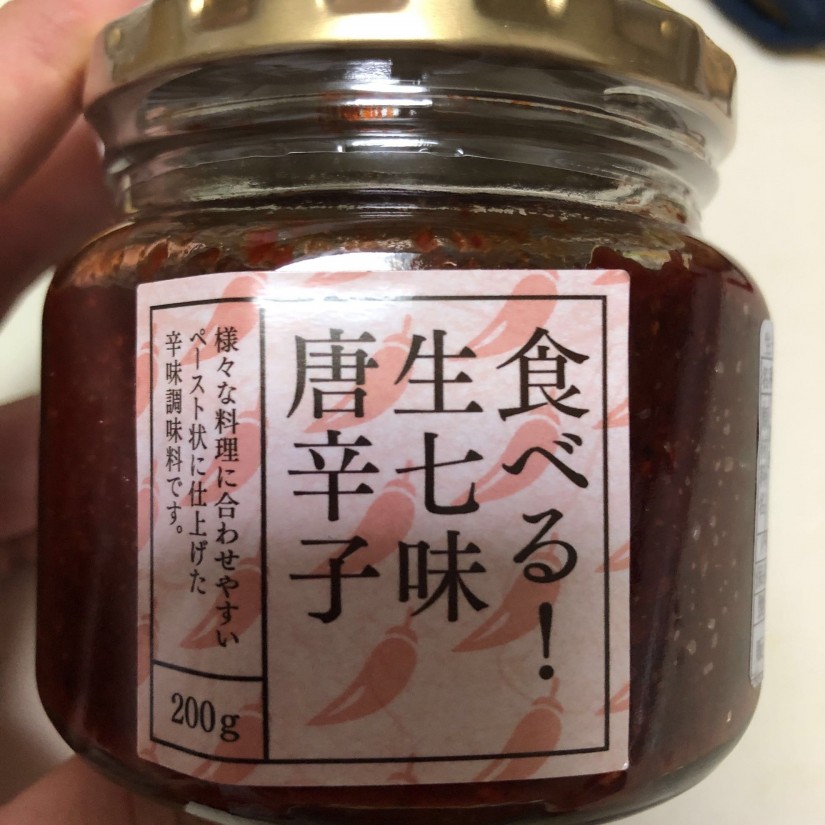 食べる!
生七味
唐辛子
様々な料理に合わせやすい
ペースト状に仕上げた
辛味調味料です。
200g